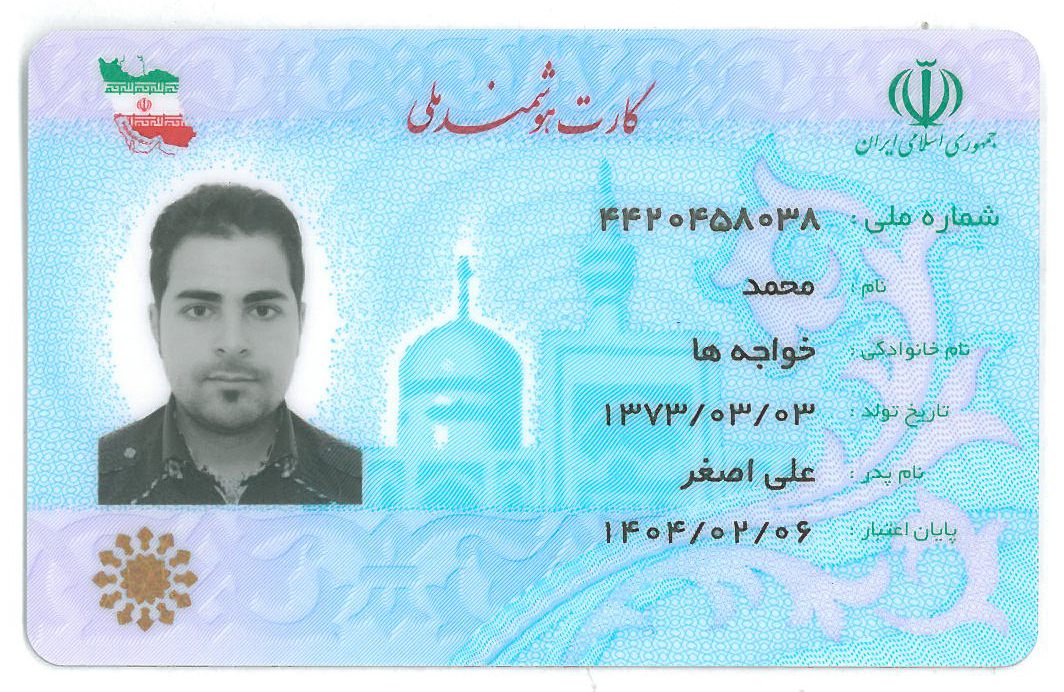 کارت هوشمند ملی
جمهوری اسلامی ایران
شماره ملی : ۴۴۲۰۴۵۸۰۳۸
نام : محمد
نام خانوادگی : خواجه ها
تاریخ تولد : ۱۳۷۳/۰۳/۰۳
نام پدر : علی اصغر
پایان اعتبار : ۱۴۰۴/۰۲/۰۶